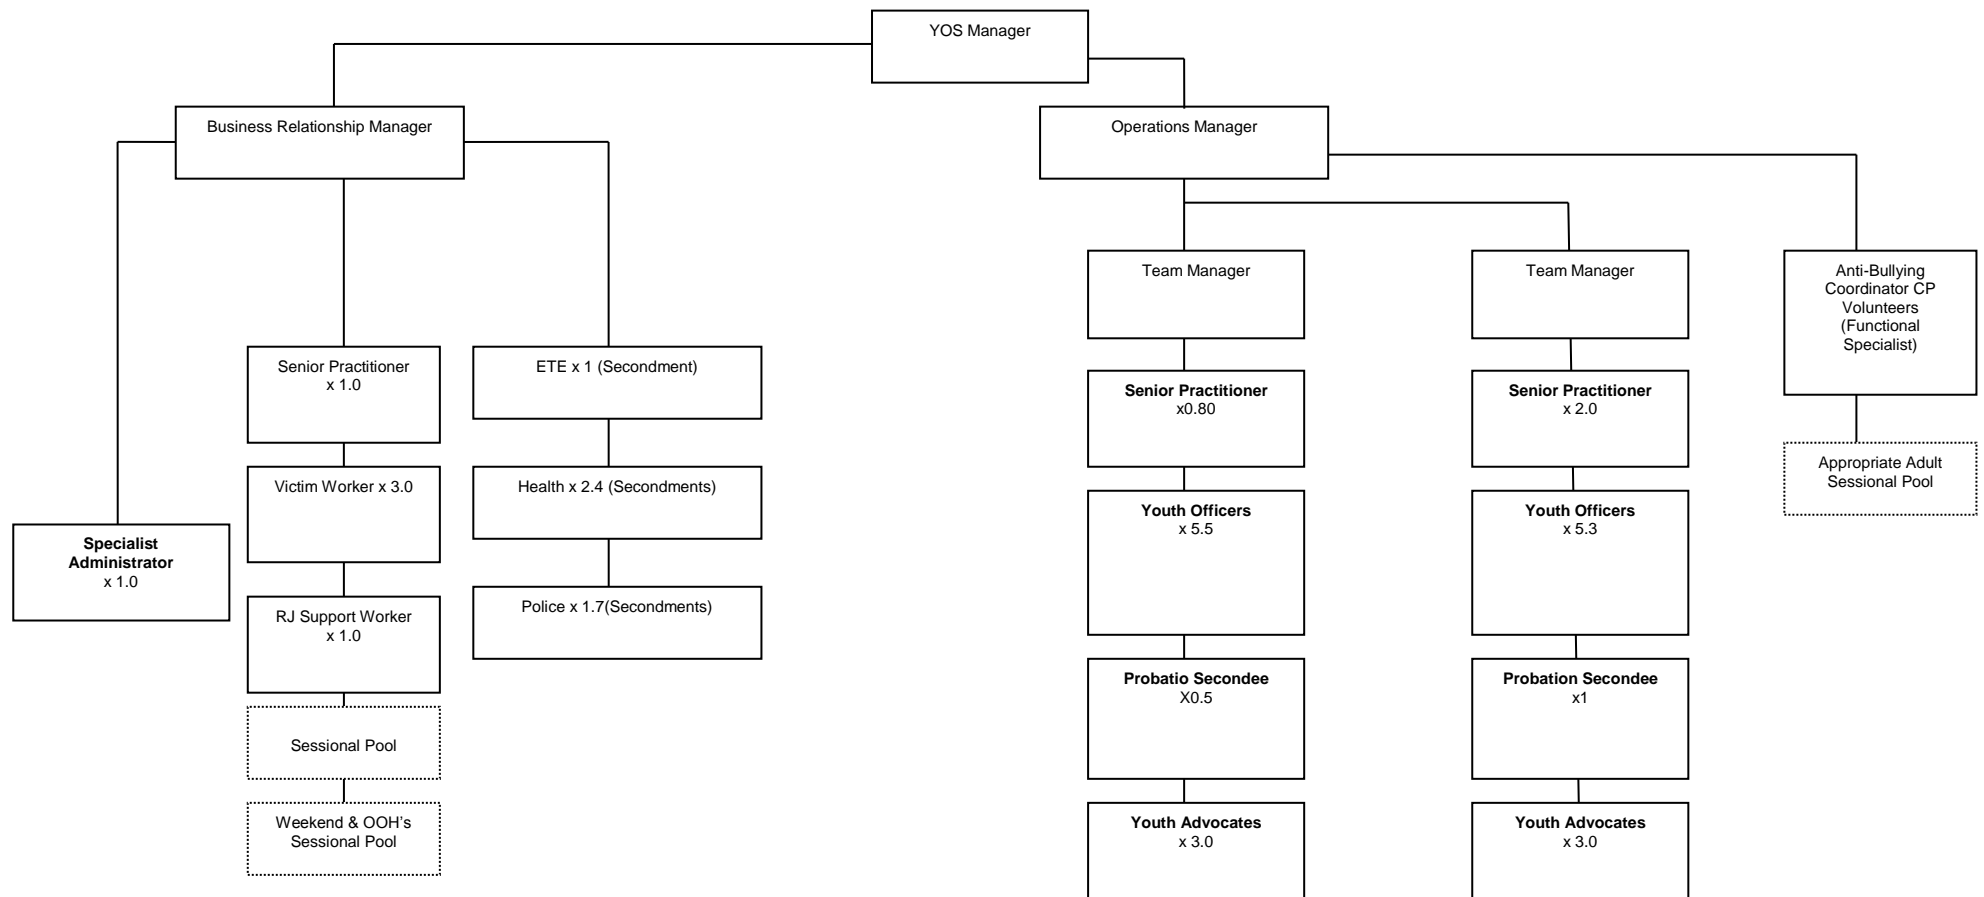 YOS Manager
Business Relationship Manager
Operations Manager
Team Manager
Team Manager
Anti-Bullying
Coordinator CP
Volunteers
(Functional
Specialist)
Senior Practitioner
x 1.0
ETE x 1 (Secondment)
Senior Practitioner
x0.80
Senior Practitioner
x 2.0
Appropriate Adult
Sessional Pool
Victim Worker x 3.0
Health x 2.4 (Secondments)
Youth Officers
x 5.5
Youth Officers
x 5.3
Specialist
Administrator
x 1.0
RJ Support Worker
x 1.0
Police x 1.7(Secondments)
Probatio Secondee
X0.5
Probation Secondee
x1
Sessional Pool
Weekend & OOH’s
Sessional Pool
Youth Advocates
x 3.0
Youth Advocates
x 3.0